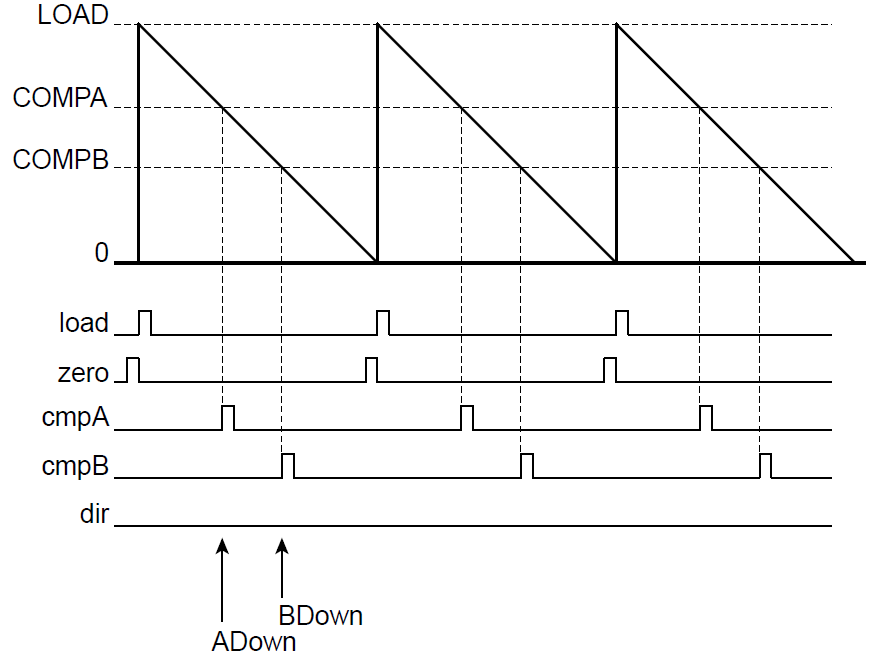 LOAD
COMPA
COMPB
0
load
zero
cmpA
cmpB
dir
BDown
ADown